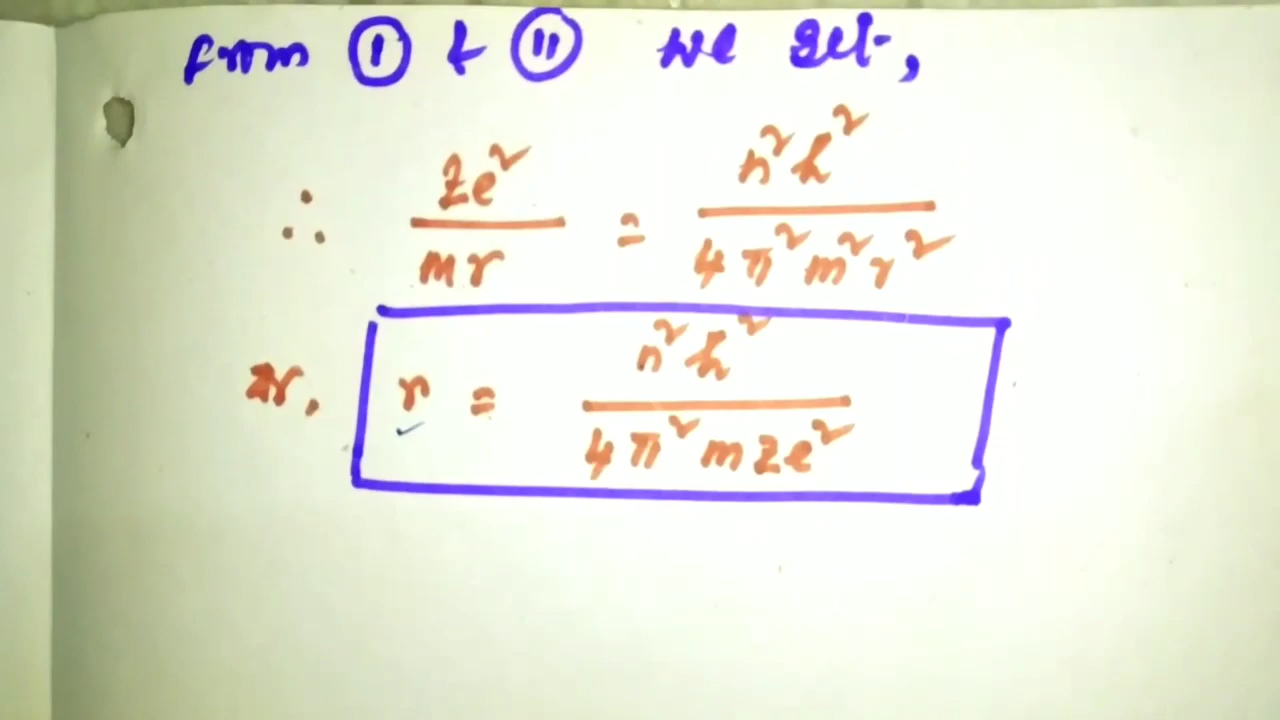 From (I) & (II) we get,
∴ Ze²/mr = n²h²/4π²m²r²
or, r = n²h²/4π²mZe²